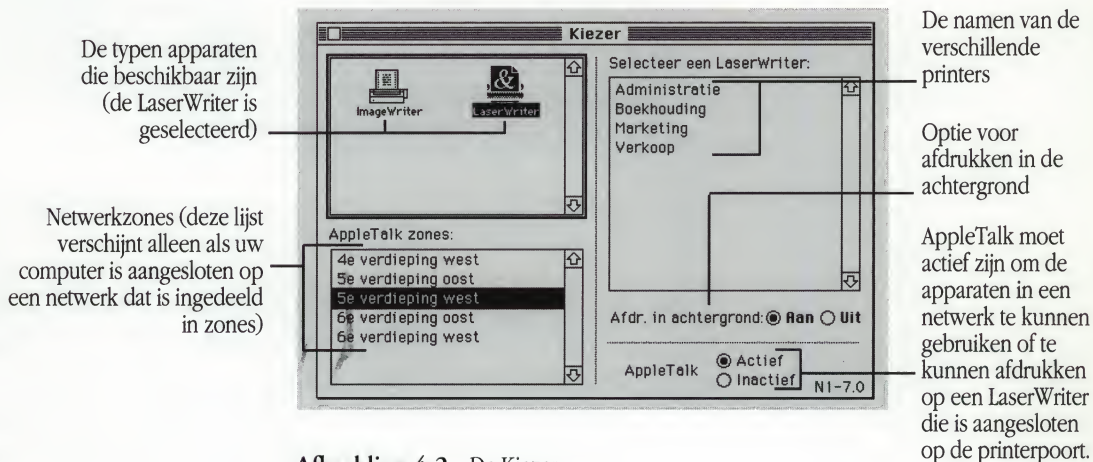 De typen apparaten
die beschikbaar zijn
(de LaserWriter is
geselecteerd)
Netwerkzones (deze lijst
verschijnt alleen als uw
computer is aangesloten op
een netwerk dat is ingedeeld
in zones)
Kiezer
ImageWriter
LaserWriter
AppleTalk zones:
4e verdieping west
5e verdieping oost
5e verdieping west
6e verdieping oost
6e verdieping west
Selecteer een LaserWriter:
Administratie
Boekhouding
Marketing
Verkoop
Afdr. in achtergrond: Aan Uit
AppleTalk
Actief
Inactief
N1-7.0
De namen van de
verschillende
printers
Optie voor
afdrukken in de
achtergrond
AppleTalk moet
actief zijn om de
apparaten in een
netwerk te kunnen
gebruiken of te
kunnen afdrukken
op een LaserWriter
die is aangesloten
op de printerpoort.